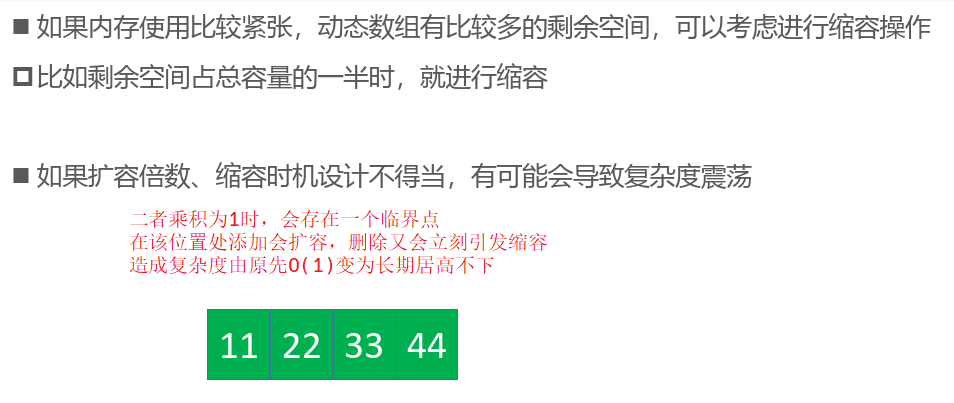 ■ 如果内存使用比较紧张，动态数组有比较多的剩余空间，可以考虑进行缩容操作
比如剩余空间占总容量的一半时，就进行缩容
■ 如果扩容倍数、缩容时机设计不得当，有可能会导致复杂度震荡
二者乘积为1时，会存在一个临界点
在该位置处添加会扩容，删除又会立刻引发缩容
造成复杂度由原先O(1)变为长期居高不下
11 22 33 44